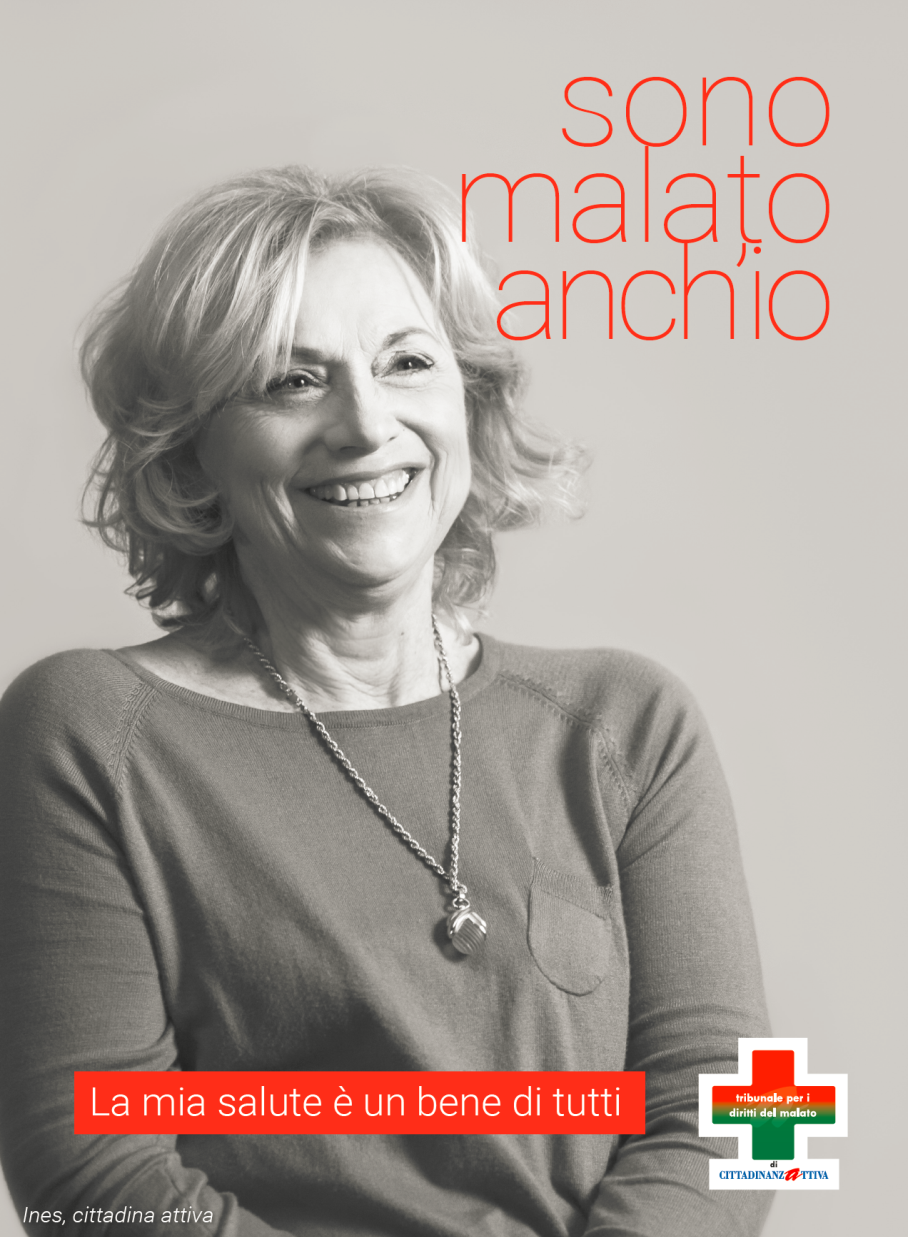 sono
malato
anch'io
La mia salute è un bene di tutti
tribunale per i
diritti del malato
di
CITTADINANZATTIVA
Ines, cittadina attiva